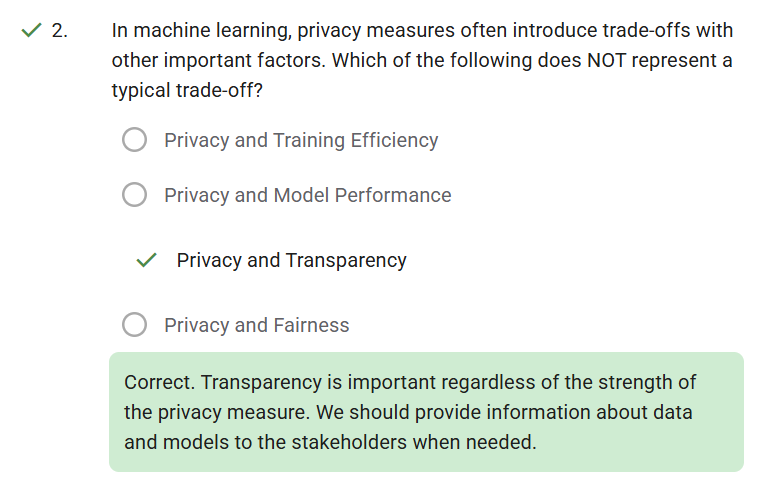 2. In machine learning, privacy measures often introduce trade-offs with
other important factors. Which of the following does NOT represent a
typical trade-off?
Privacy and Training Efficiency
Privacy and Model Performance
Privacy and Transparency
Privacy and Fairness
Correct. Transparency is important regardless of the strength of
the privacy measure. We should provide information about data
and models to the stakeholders when needed.